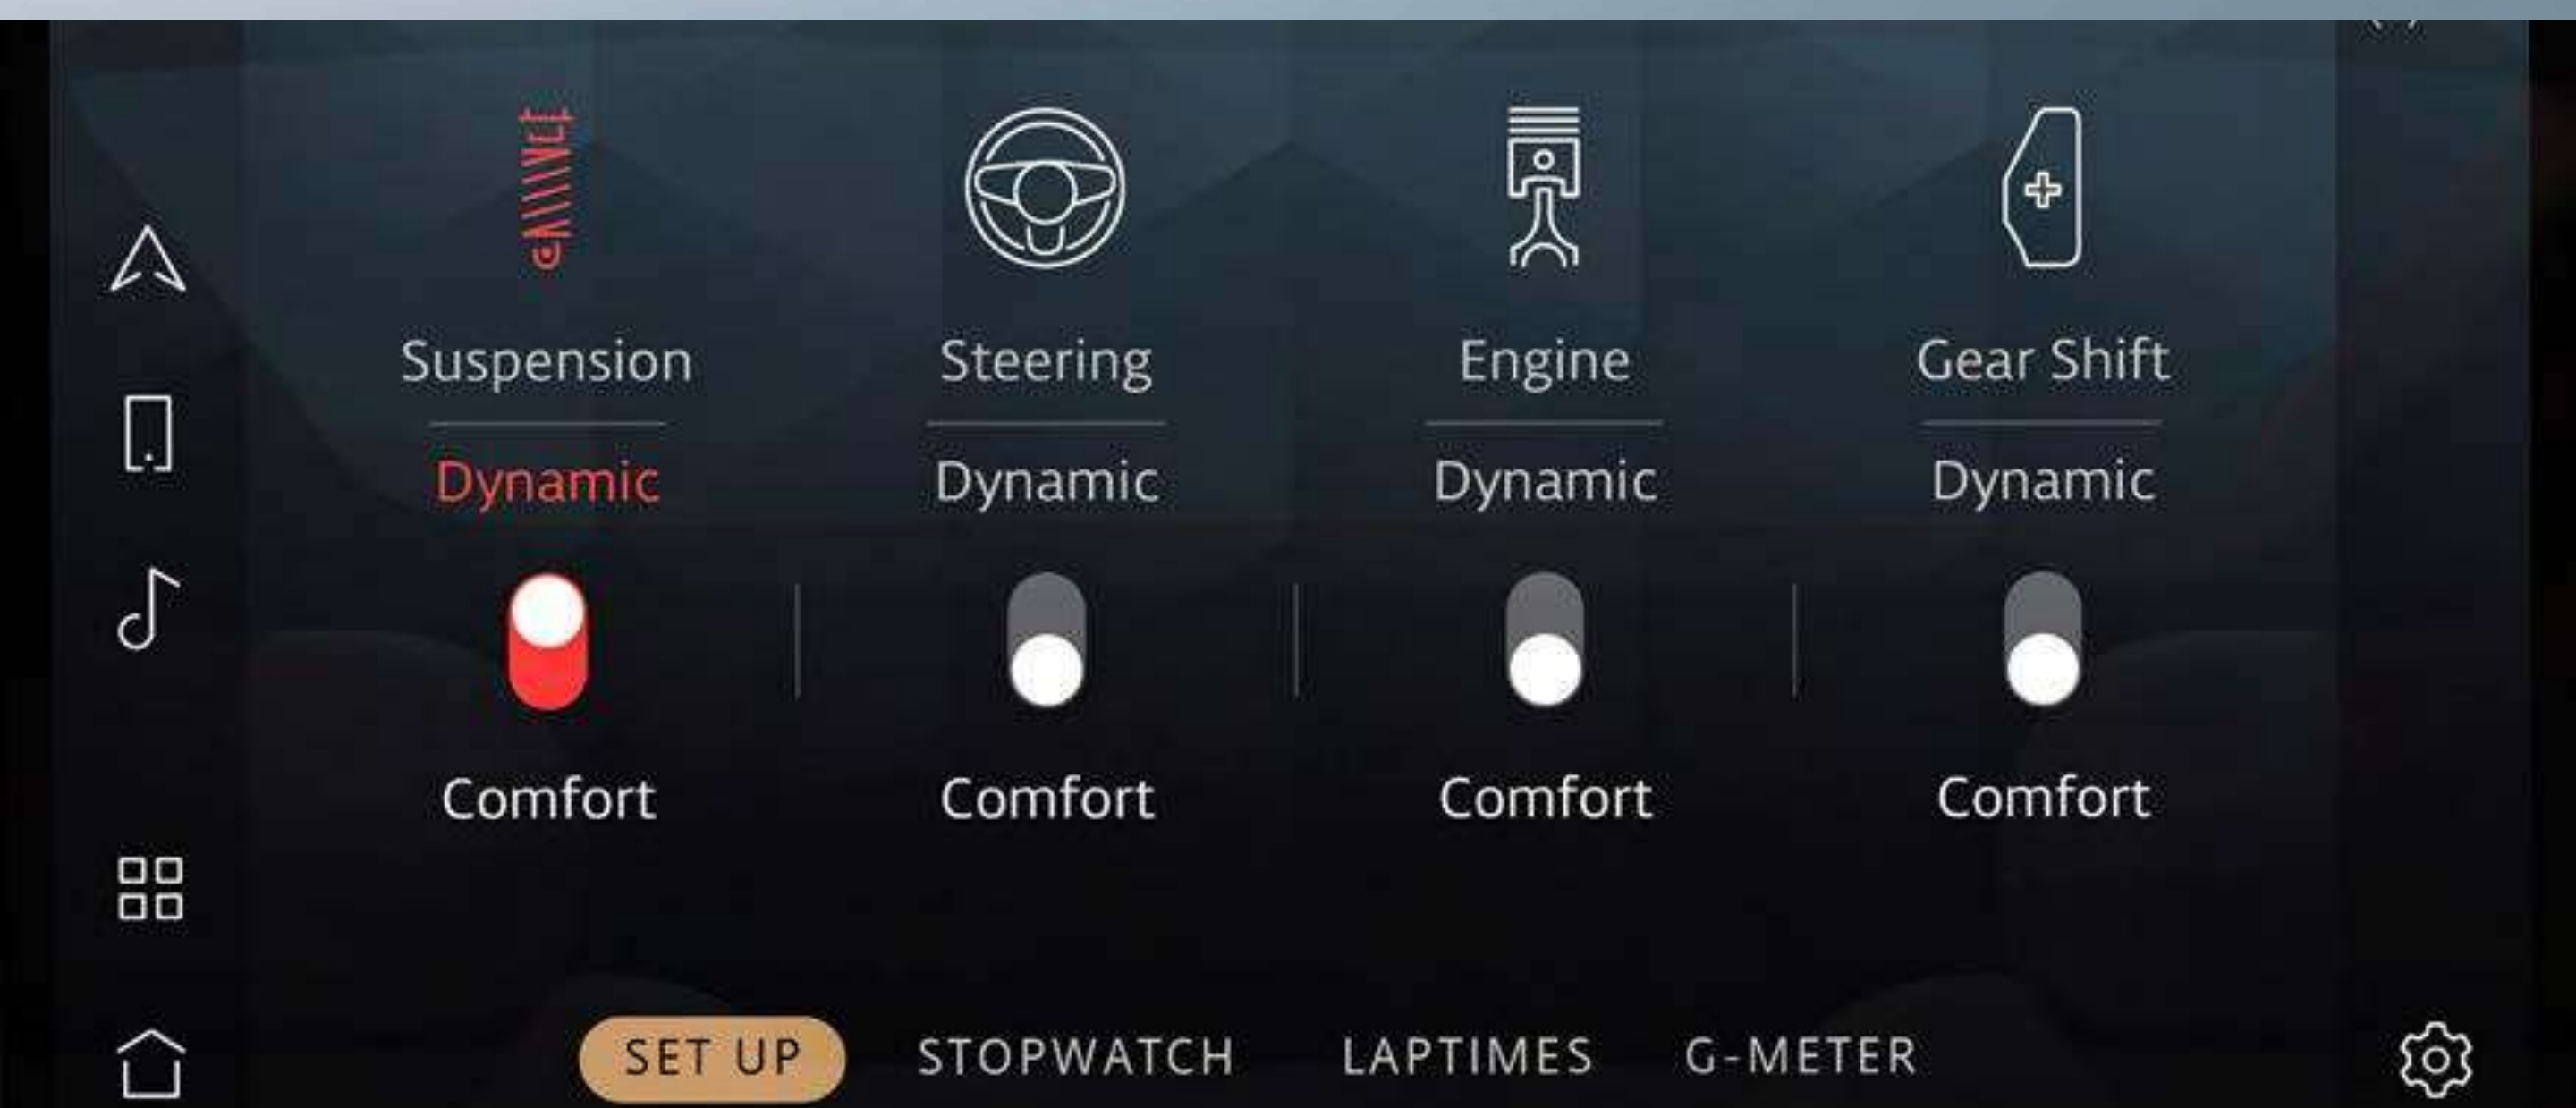 Suspension Steering Engine Gear Shift
Dynamic Dynamic Dynamic Dynamic
Comfort Comfort Comfort Comfort
SET UP STOPWATCH LAPTIMES G-METER